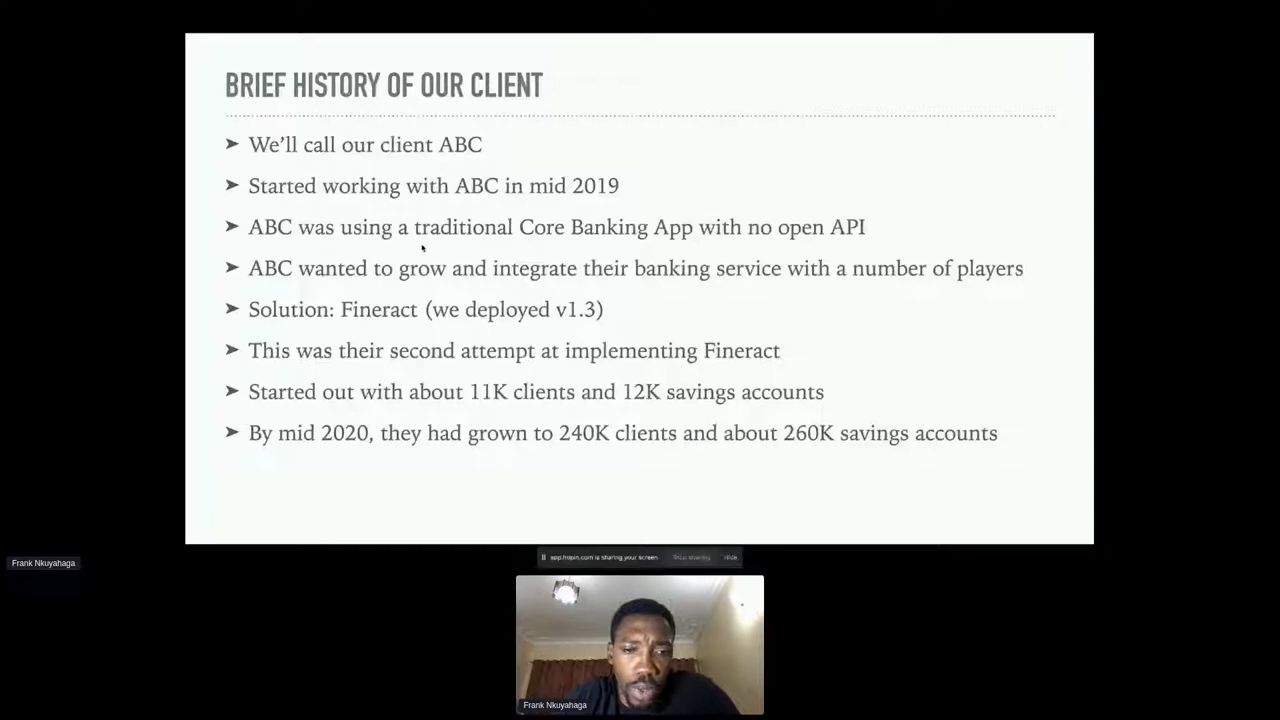 BRIEF HISTORY OF OUR CLIENT
➤ We'll call our client ABC
➤ Started working with ABC in mid 2019
➤ ABC was using a traditional Core Banking App with no open API
➤ ABC wanted to grow and integrate their banking service with a number of players
➤ Solution: Fineract (we deployed v1.3)
➤ This was their second attempt at implementing Fineract
➤ Started out with about 11K clients and 12K savings accounts
➤ By mid 2020, they had grown to 240K clients and about 260K savings accounts
Frank Nkuyahaga
app.hopin.com is sharing your screen. Stop sharing Hide
Frank Nkuyahaga